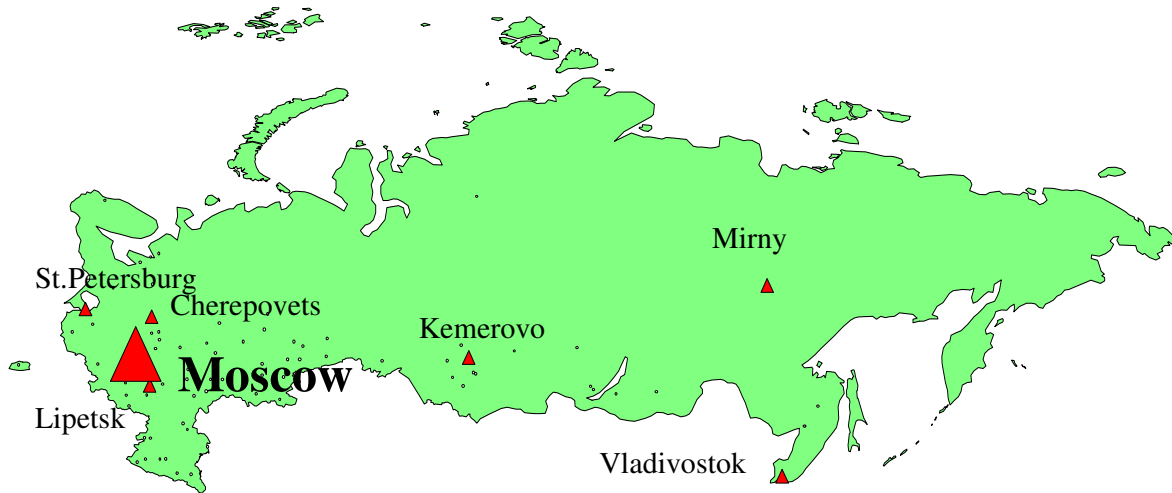 Mirny
St.Petersburg
Cherepovets
Kemerovo
Moscow
Lipetsk
Vladivostok